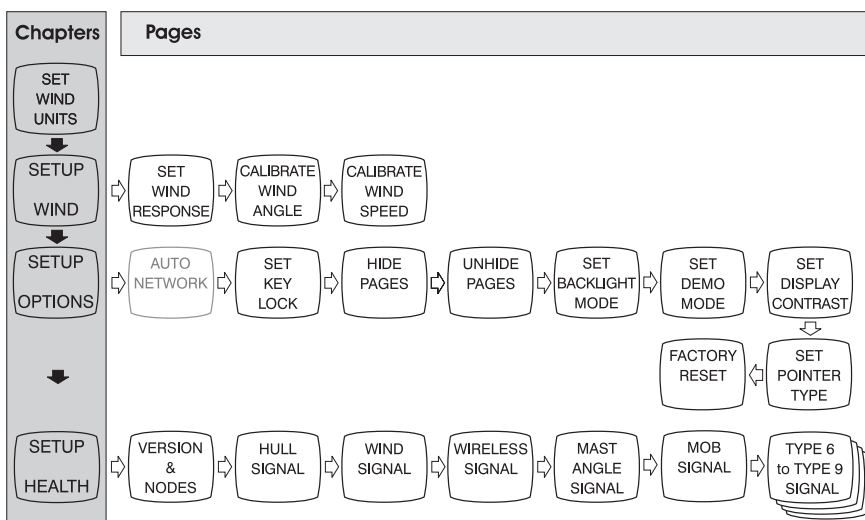 Chapters
Pages
SET
WIND
UNITS
SETUP
WIND
SET
WIND
RESPONSE
CALIBRATE
WIND
ANGLE
CALIBRATE
WIND
SPEED
SETUP
OPTIONS
AUTO
NETWORK
SET
KEY
LOCK
HIDE
PAGES
UNHIDE
PAGES
SET
BACKLIGHT
MODE
SET
DEMO
MODE
SET
DISPLAY
CONTRAST
SET
POINTER
TYPE
FACTORY
RESET
SETUP
HEALTH
VERSION
&
NODES
HULL
SIGNAL
WIND
SIGNAL
WIRELESS
SIGNAL
MAST
ANGLE
SIGNAL
MOB
SIGNAL
TYPE 6
to TYPE 9
SIGNAL